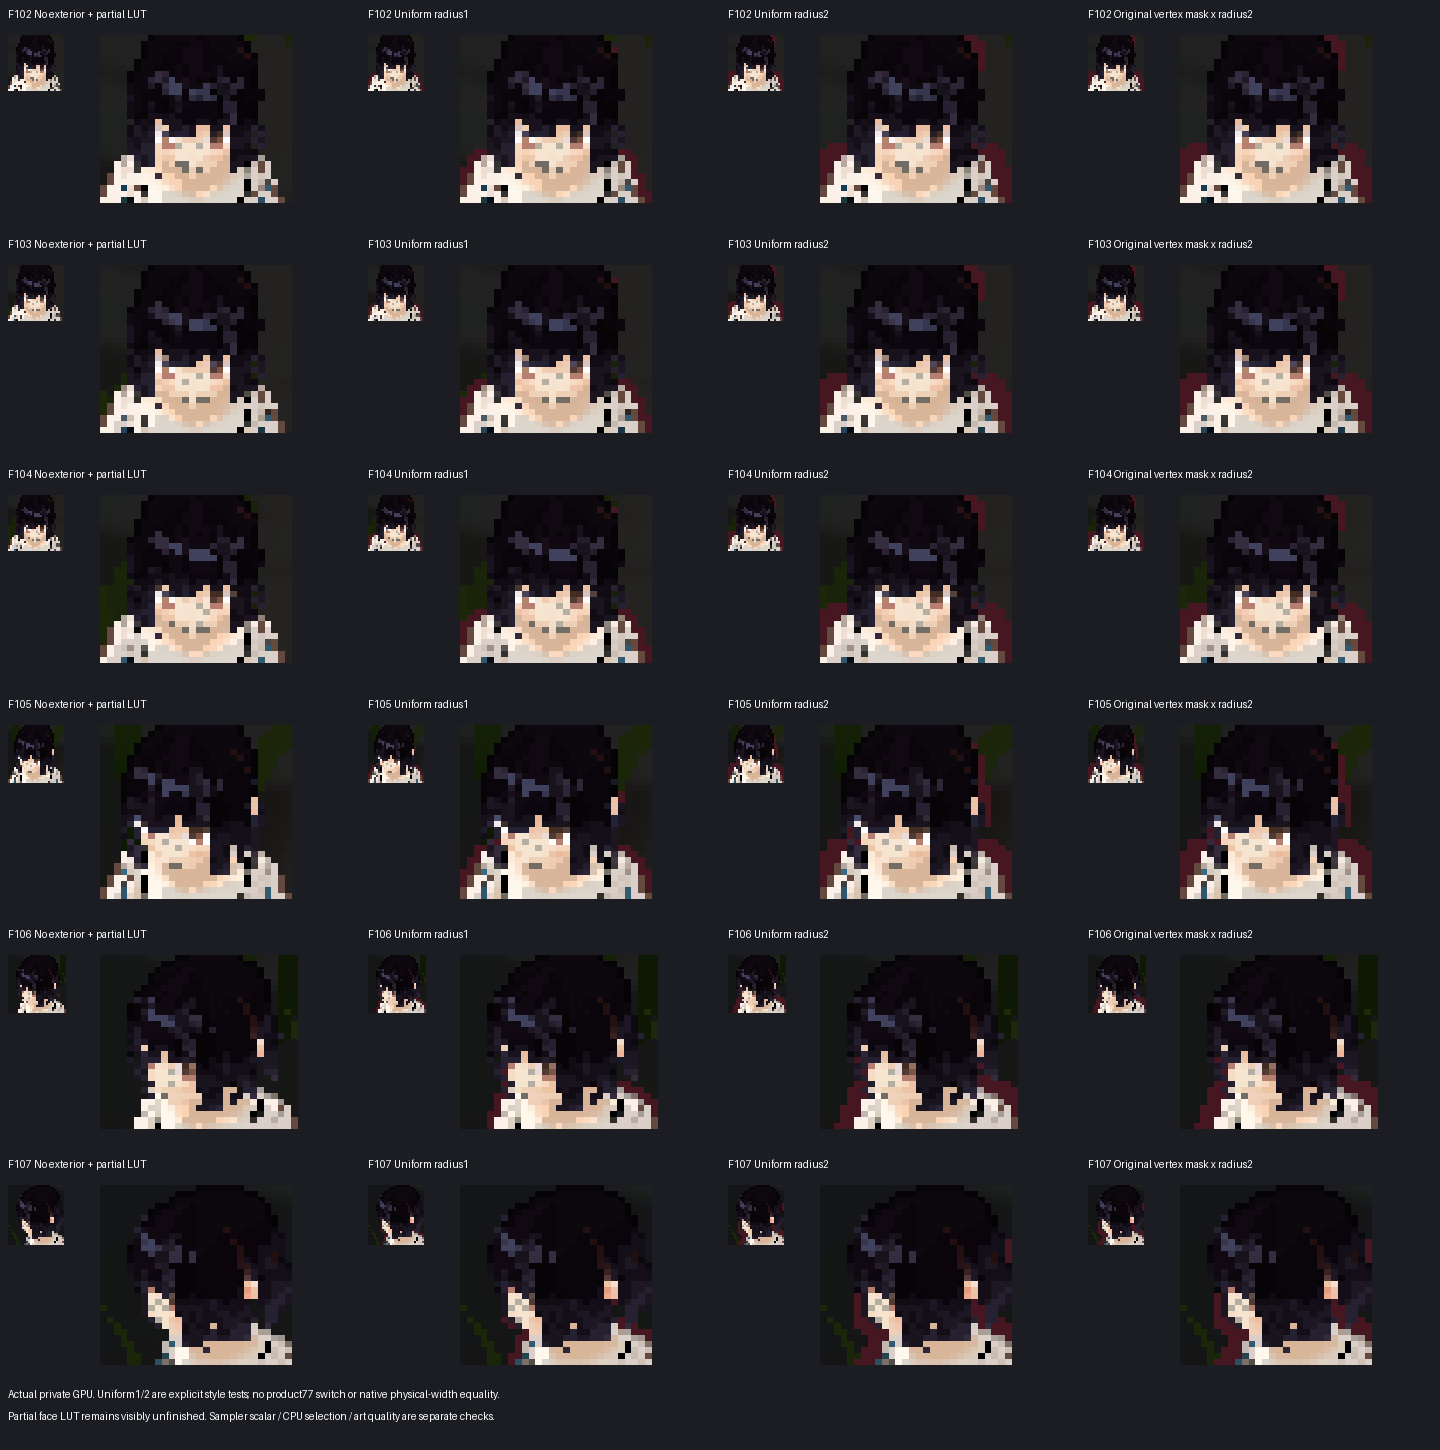 F102 No exterior + partial LUT
F102 Uniform radius1
F102 Uniform radius2
F102 Original vertex mask x radius2
F103 No exterior + partial LUT
F103 Uniform radius1
F103 Uniform radius2
F103 Original vertex mask x radius2
F104 No exterior + partial LUT
F104 Uniform radius1
F104 Uniform radius2
F104 Original vertex mask x radius2
F105 No exterior + partial LUT
F105 Uniform radius1
F105 Uniform radius2
F105 Original vertex mask x radius2
F106 No exterior + partial LUT
F106 Uniform radius1
F106 Uniform radius2
F106 Original vertex mask x radius2
F107 No exterior + partial LUT
F107 Uniform radius1
F107 Uniform radius2
F107 Original vertex mask x radius2
Actual private GPU. Uniform1/2 are explicit style tests; no product77 switch or native physical-width equality.
Partial face LUT remains visibly unfinished. Sampler scalar / CPU selection / art quality are separate checks.